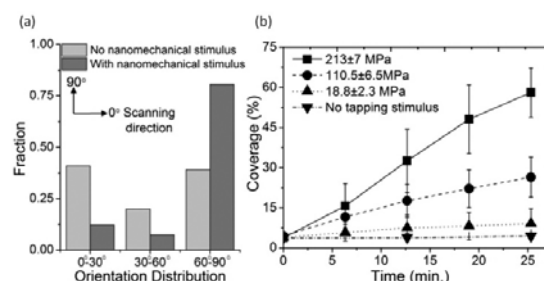 (a)
No nanomechanical stimulus
With nanomechanical stimulus
90°
0° Scanning
direction
Fraction
1.00
0.75
0.50
0.25
0.00
0-30°
30-60°
60-90°
Orientation Distribution
(b)
213±7 MPa
110.5±6.5MPa
18.8±2.3 MPa
No tapping stimulus
Coverage (%)
75
60
45
30
15
0
0
5
10
15
20
25
Time (min.)